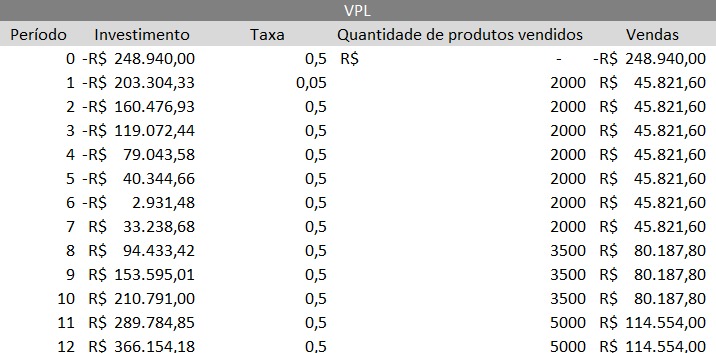 VPL
Período Investimento Taxa Quantidade de produtos vendidos Vendas
0 -R$ 248.940,00 0,5 R$ - -R$ 248.940,00
1 -R$ 203.304,33 0,05 2000 R$ 45.821,60
2 -R$ 160.476,93 0,5 2000 R$ 45.821,60
3 -R$ 119.072,44 0,5 2000 R$ 45.821,60
4 -R$ 79.043,58 0,5 2000 R$ 45.821,60
5 -R$ 40.344,66 0,5 2000 R$ 45.821,60
6 -R$ 2.931,48 0,5 2000 R$ 45.821,60
7 R$ 33.238,68 0,5 2000 R$ 45.821,60
8 R$ 94.433,42 0,5 3500 R$ 80.187,80
9 R$ 153.595,01 0,5 3500 R$ 80.187,80
10 R$ 210.791,00 0,5 3500 R$ 80.187,80
11 R$ 289.784,85 0,5 5000 R$ 114.554,00
12 R$ 366.154,18 0,5 5000 R$ 114.554,00